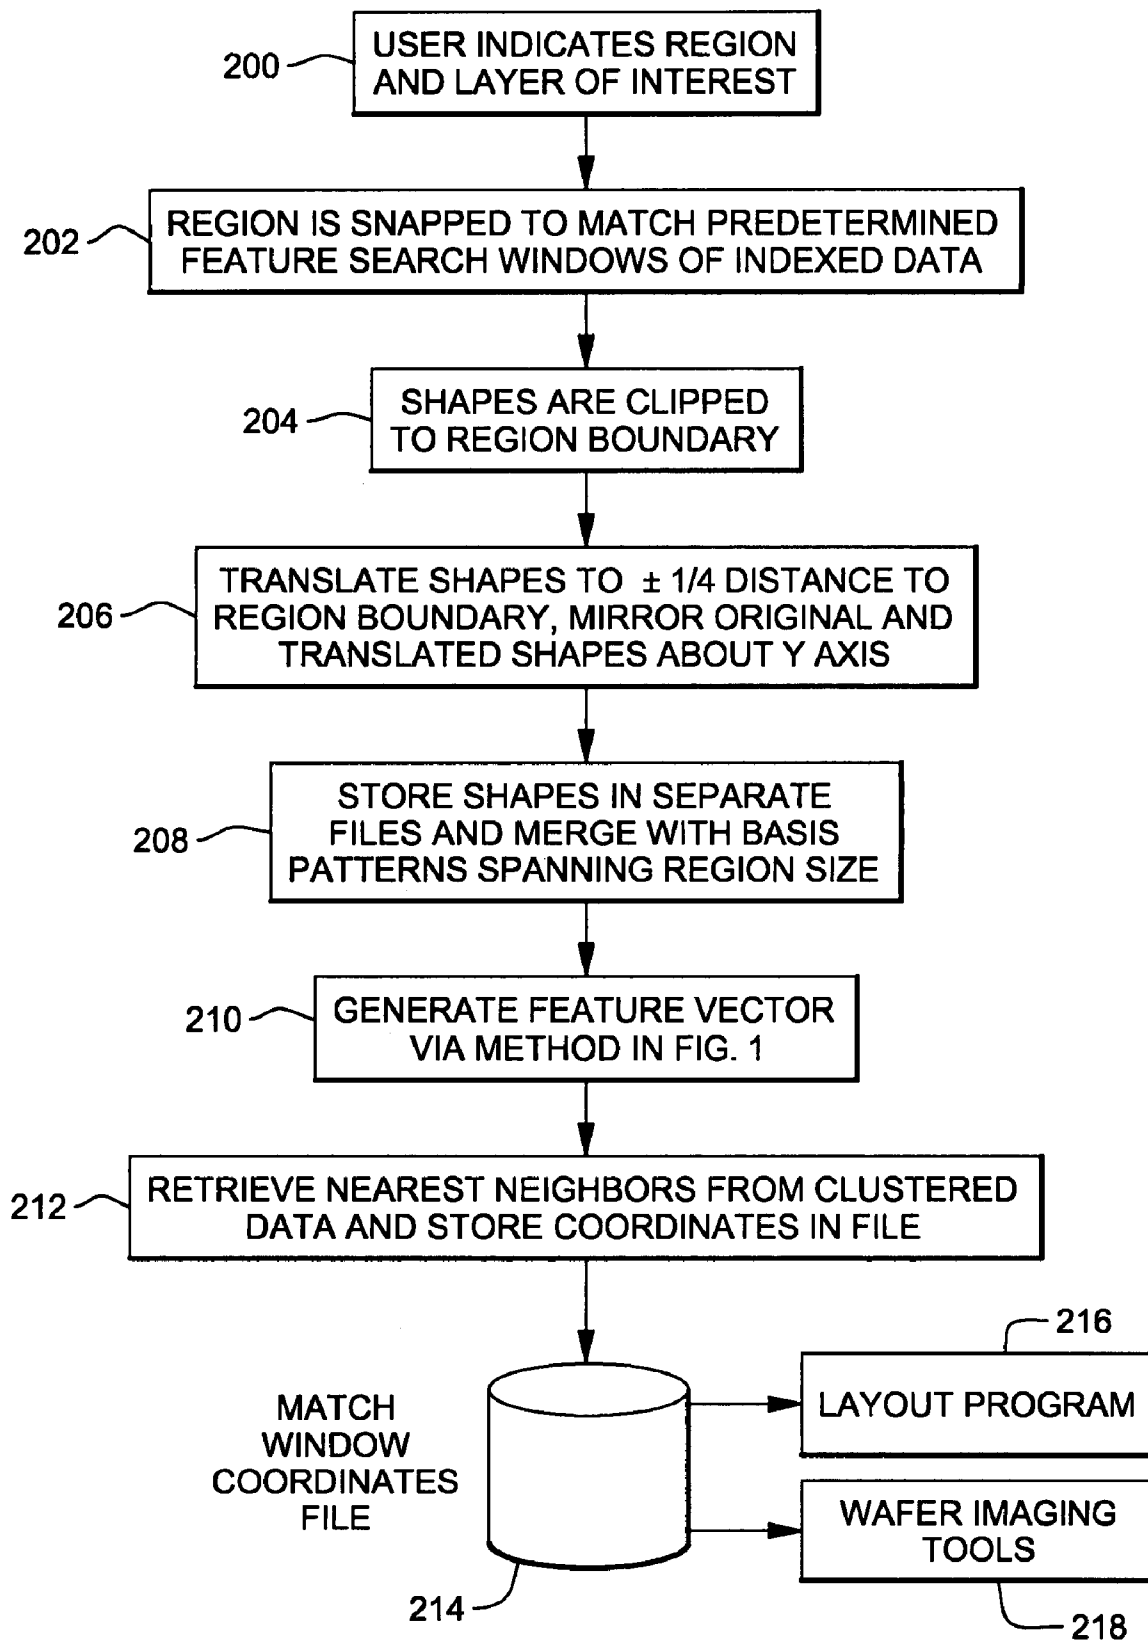 200
USER INDICATES REGION
AND LAYER OF INTEREST
202
REGION IS SNAPPED TO MATCH PREDETERMINED
FEATURE SEARCH WINDOWS OF INDEXED DATA
204
SHAPES ARE CLIPPED
TO REGION BOUNDARY
206
TRANSLATE SHAPES TO ± 1/4 DISTANCE TO
REGION BOUNDARY, MIRROR ORIGINAL AND
TRANSLATED SHAPES ABOUT Y AXIS
208
STORE SHAPES IN SEPARATE
FILES AND MERGE WITH BASIS
PATTERNS SPANNING REGION SIZE
210
GENERATE FEATURE VECTOR
VIA METHOD IN FIG. 1
212
RETRIEVE NEAREST NEIGHBORS FROM CLUSTERED
DATA AND STORE COORDINATES IN FILE
MATCH
WINDOW
COORDINATES
FILE
214
216
LAYOUT PROGRAM
WAFER IMAGING
TOOLS
218